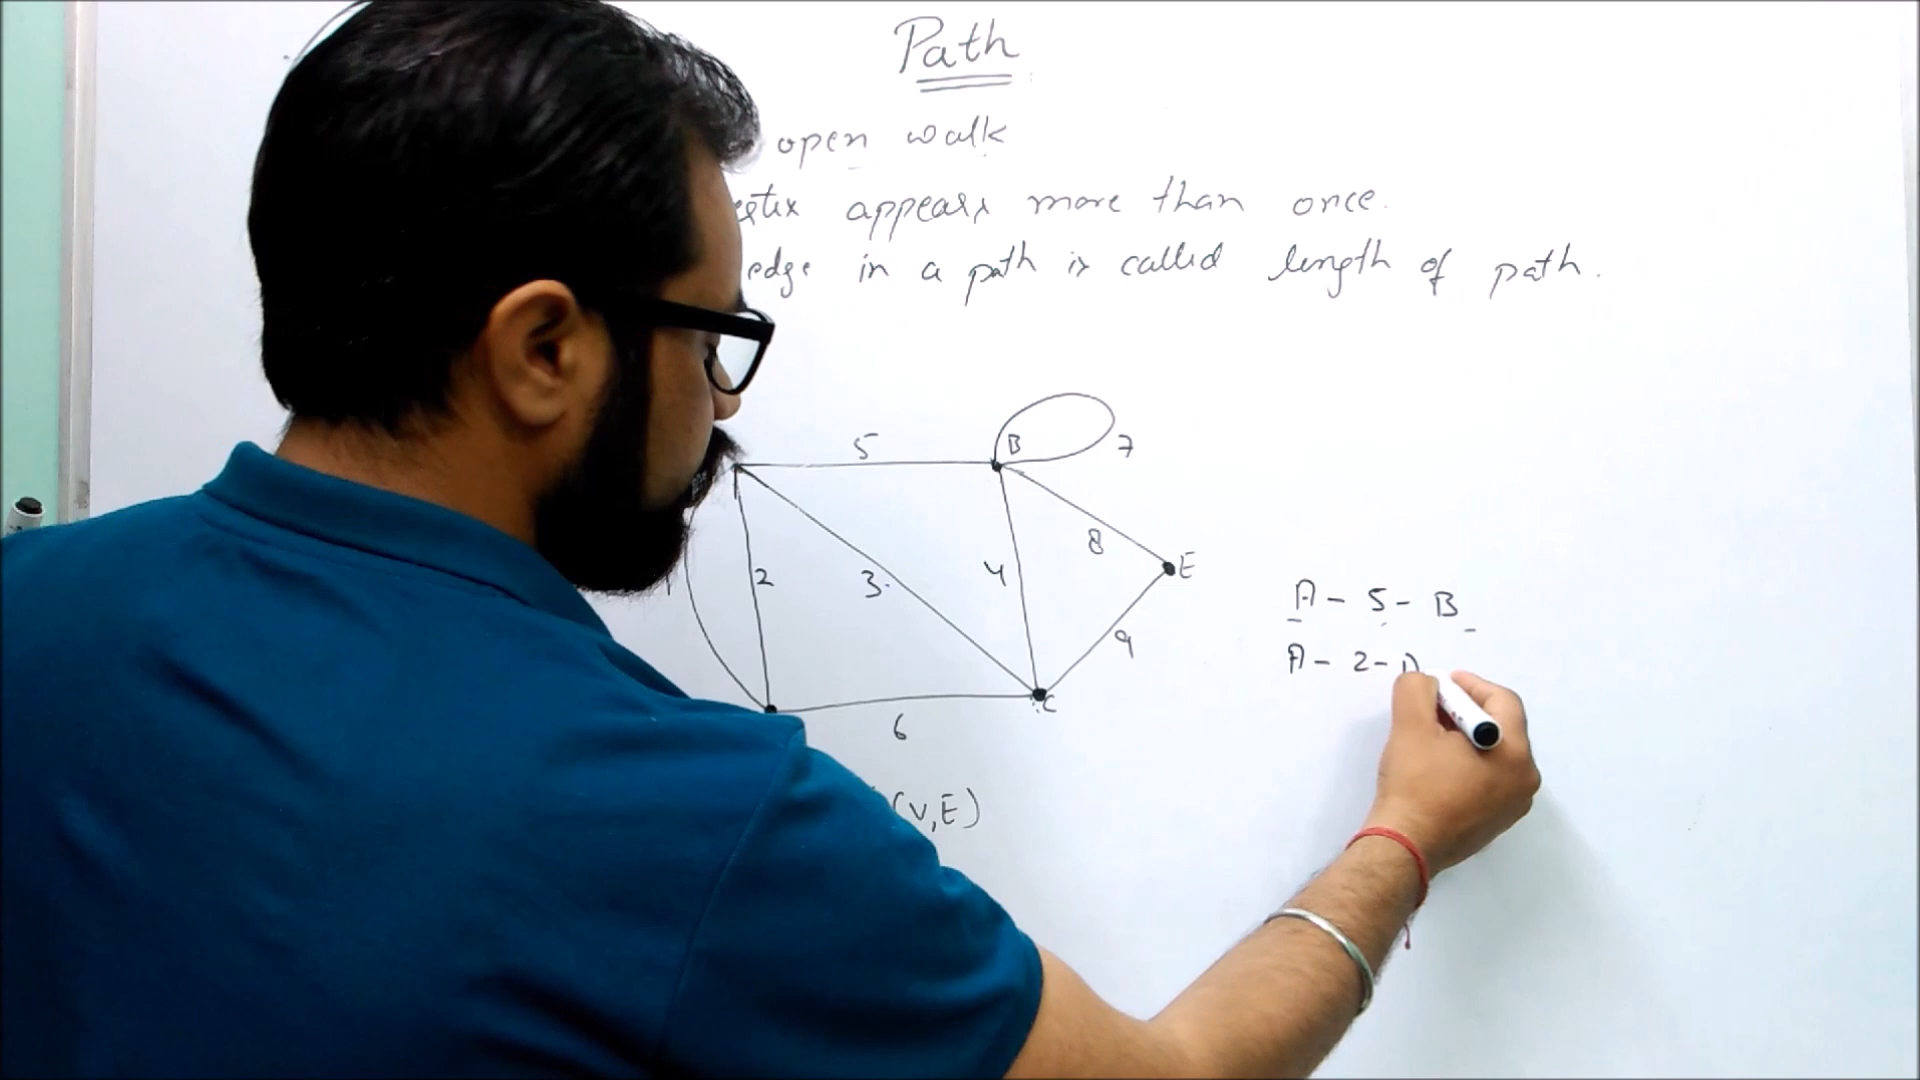 Path
open walk
appears more than once.
edge in a path is called length of path.
5
B
7
8
E
2
3
4
9
A - 5 - B
A - 2 - D
C
6
(V,E)